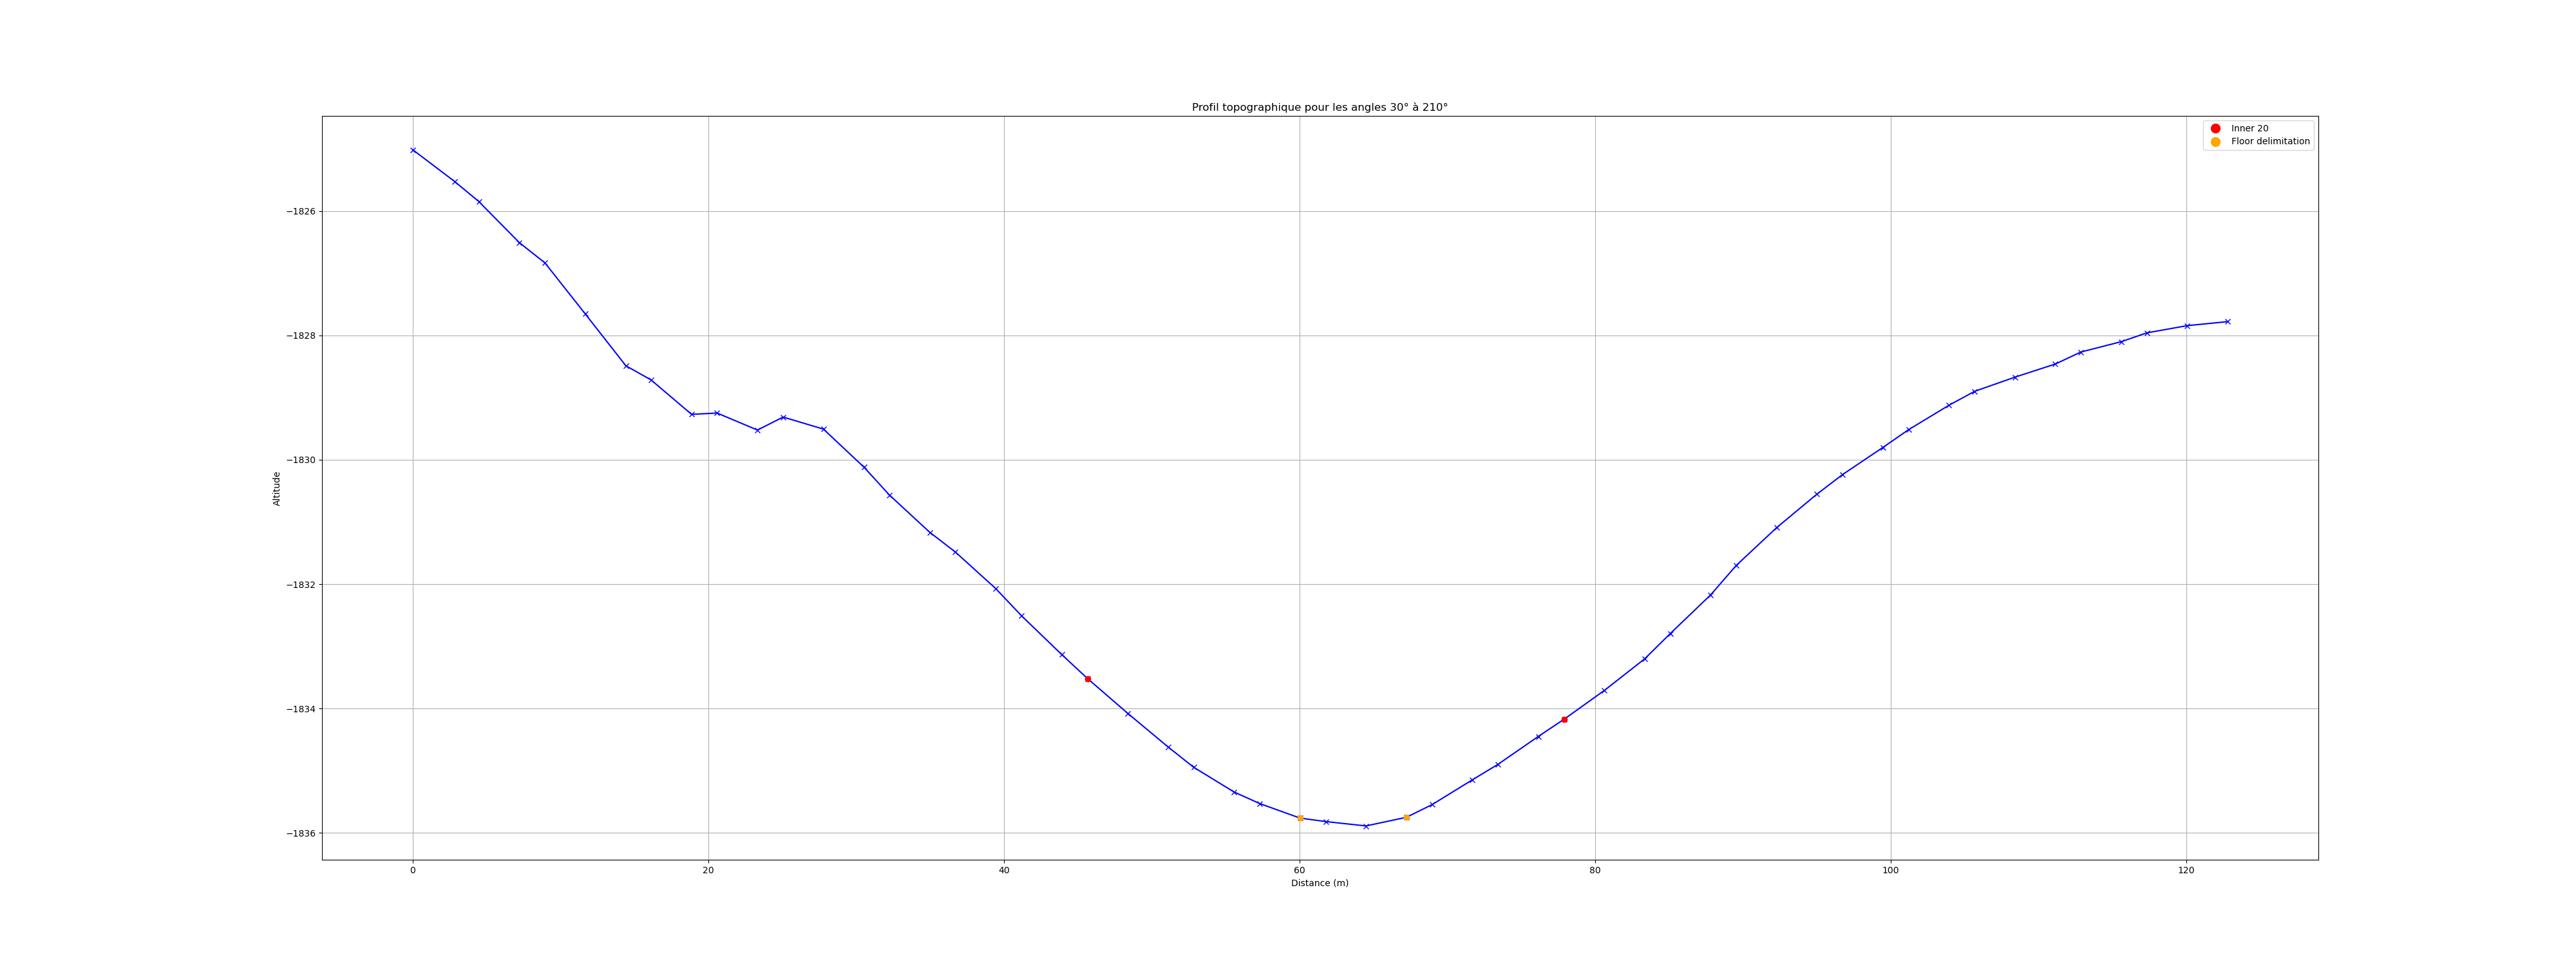 Profil topographique pour les angles 30° à 210°
Inner 20
Floor delimitation
−1826
−1828
−1830
−1832
−1834
−1836
Altitude
0 20 40 60 80 100 120
Distance (m)